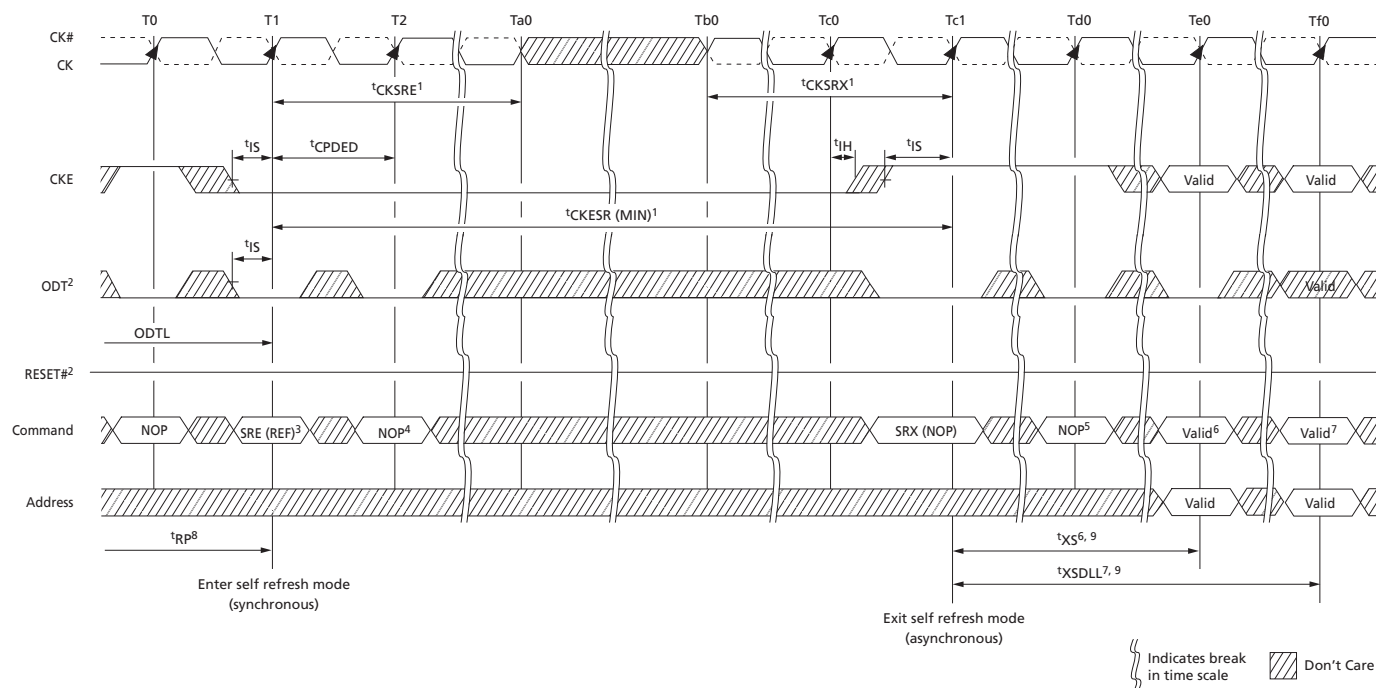 T0 T1 T2 Ta0 Tb0 Tc0 Tc1 Td0 Te0 Tf0
CK#
CK
tCKSRE1 tCKSRX1
tIS tCPDED tIH tIS
CKE Valid Valid
tCKESR (MIN)1
tIS
ODT2 Valid
ODTL
RESET#2
Command NOP SRE (REF)3 NOP4 SRX (NOP) NOP5 Valid6 Valid7
Address Valid Valid
tRP8 tXS6, 9
tXSDLL7, 9
Enter self refresh mode
(synchronous)
Exit self refresh mode
(asynchronous)
Indicates break
in time scale
Don't Care